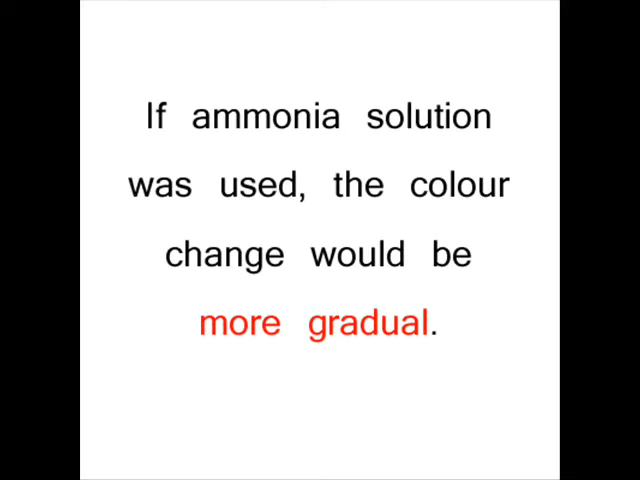 If ammonia solution
was used, the colour
change would be
more gradual.